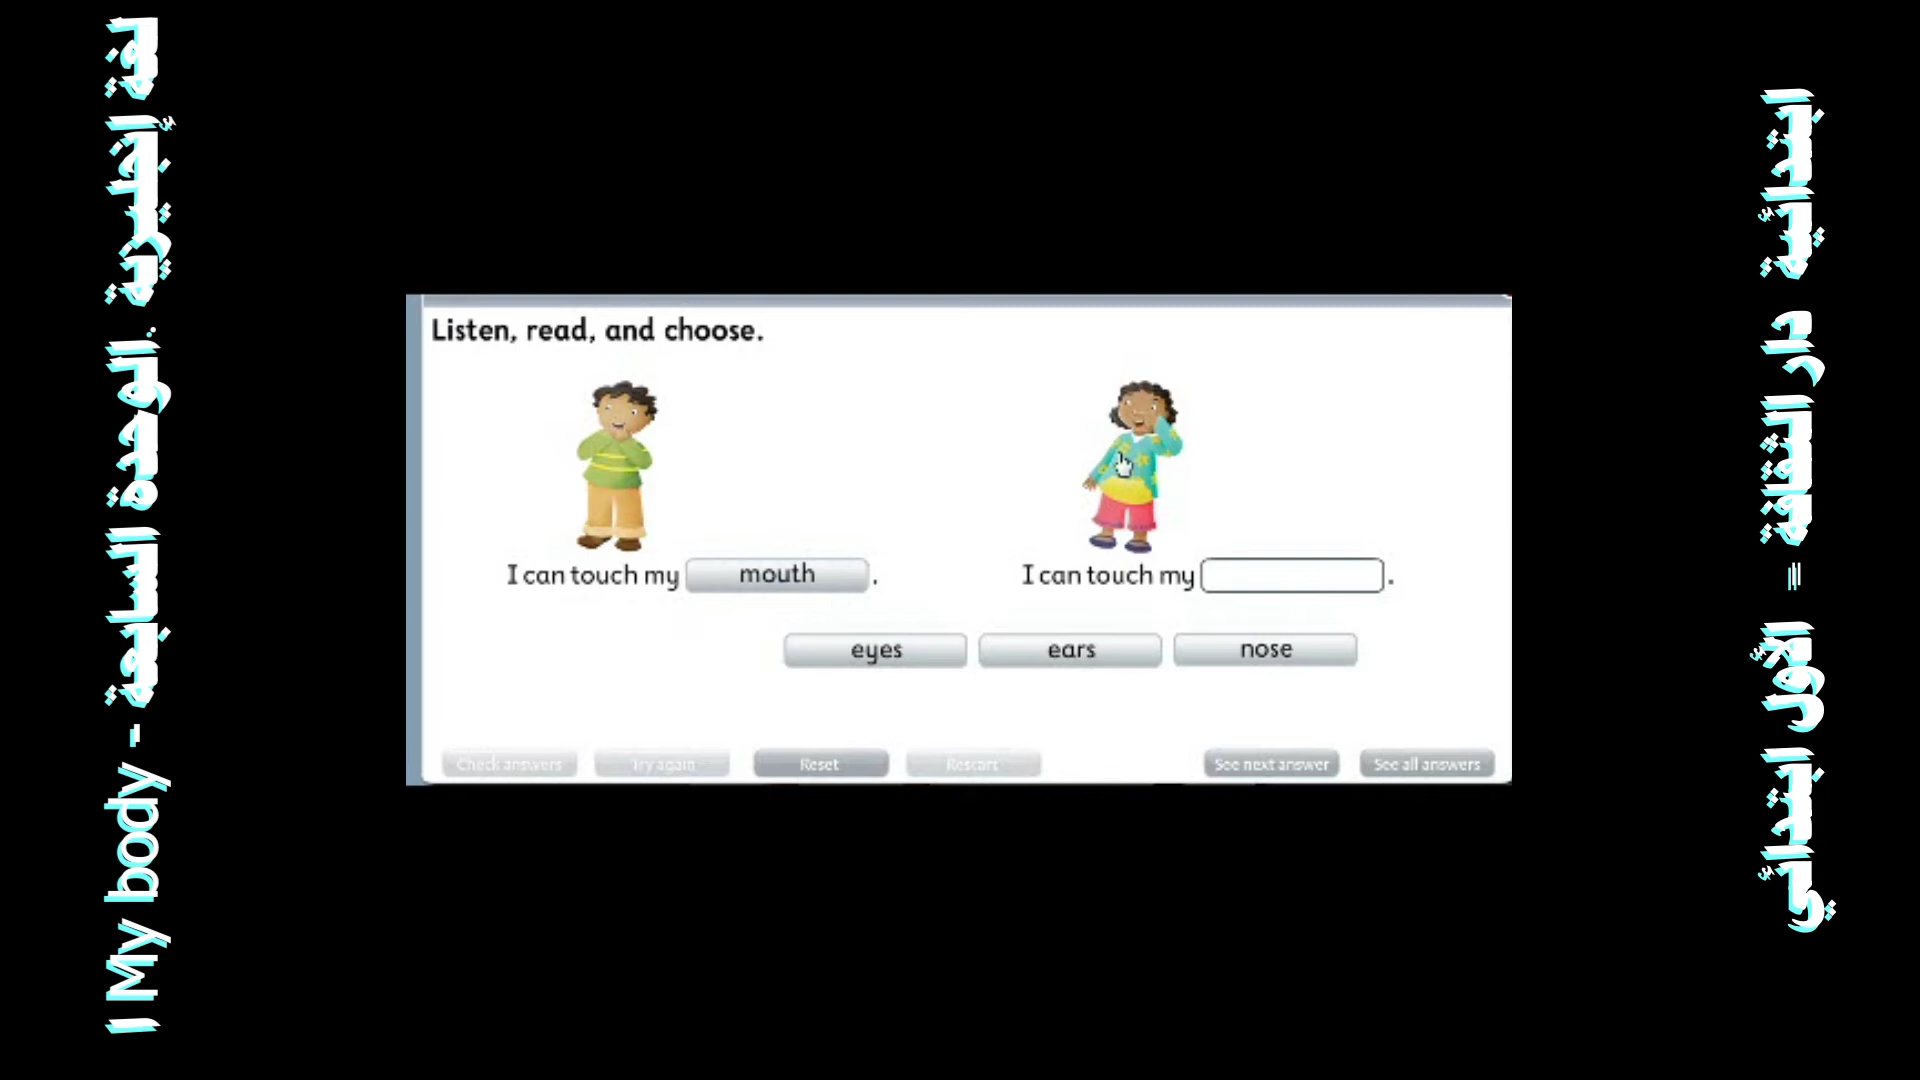 لغة إنجليزية .الوحدة السابعة - My body ا
Listen, read, and choose.
I can touch my mouth .
I can touch my .
eyes ears nose
Check answers Try again Reset Restart See next answer See all answers
ابتدائية دار الثقافة = الأول ابتدائي